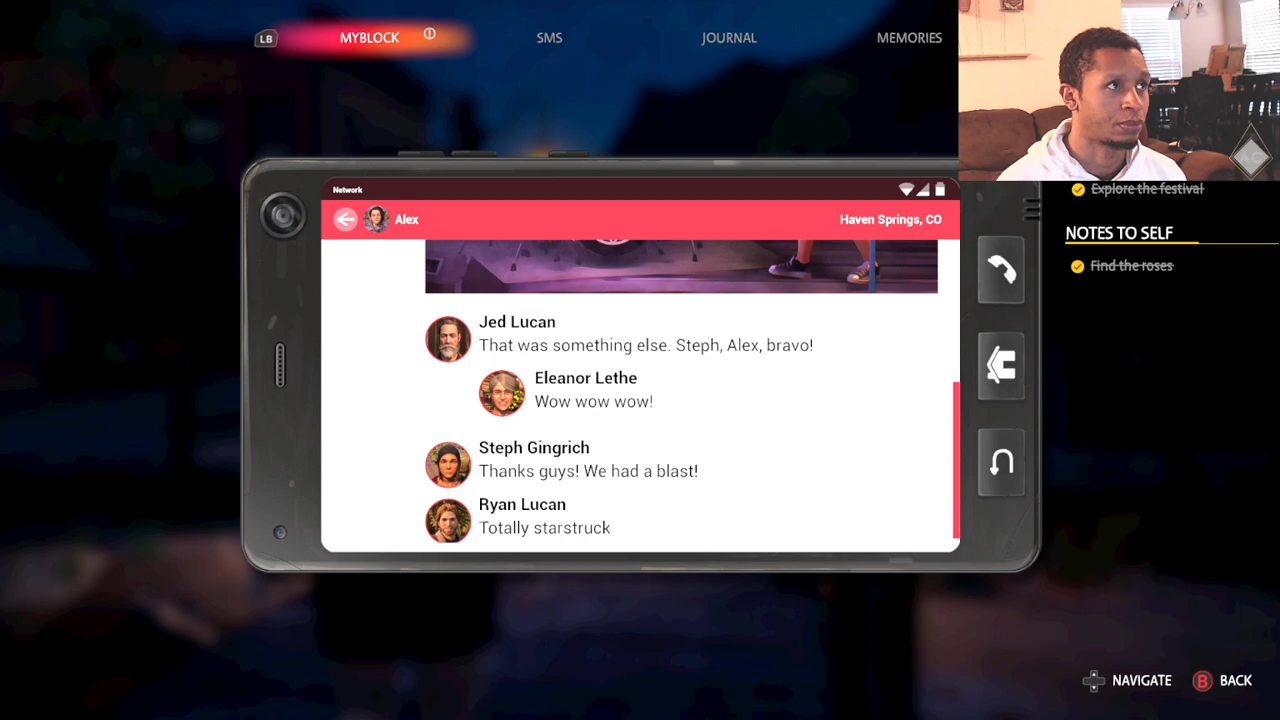 LB
MYBLOCK
SMS
JOURNAL
MEMORIES
Network
Alex
Haven Springs, CO
Explore the festival
NOTES TO SELF
Find the roses
Jed Lucan
That was something else. Steph, Alex, bravo!
Eleanor Lethe
Wow wow wow!
Steph Gingrich
Thanks guys! We had a blast!
Ryan Lucan
Totally starstruck
NAVIGATE
B BACK